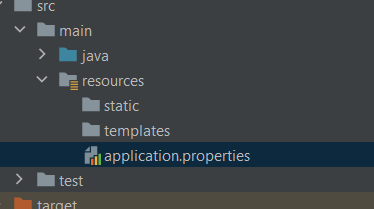 src
main
java
resources
static
templates
application.properties
test
target